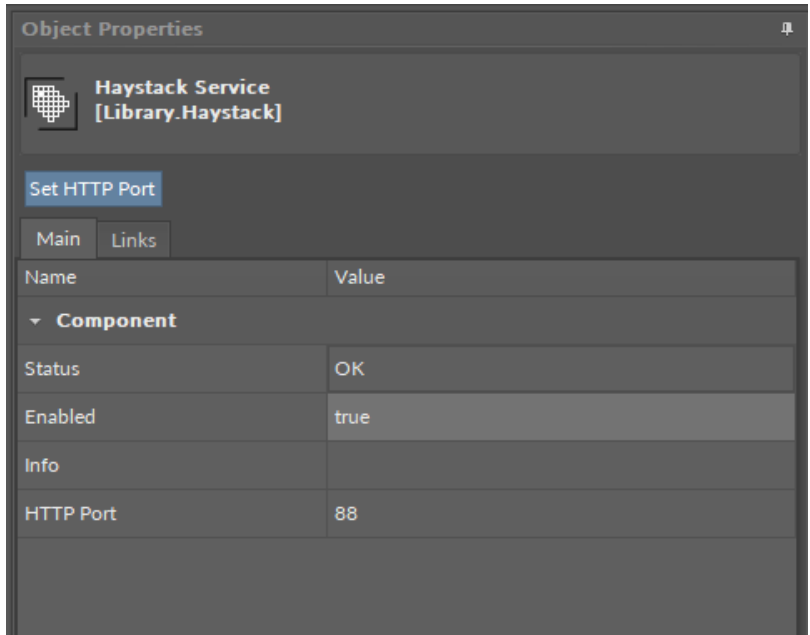 Object Properties
Haystack Service
[Library.Haystack]
Set HTTP Port
Main Links
Name Value
Component
Status OK
Enabled true
Info
HTTP Port 88